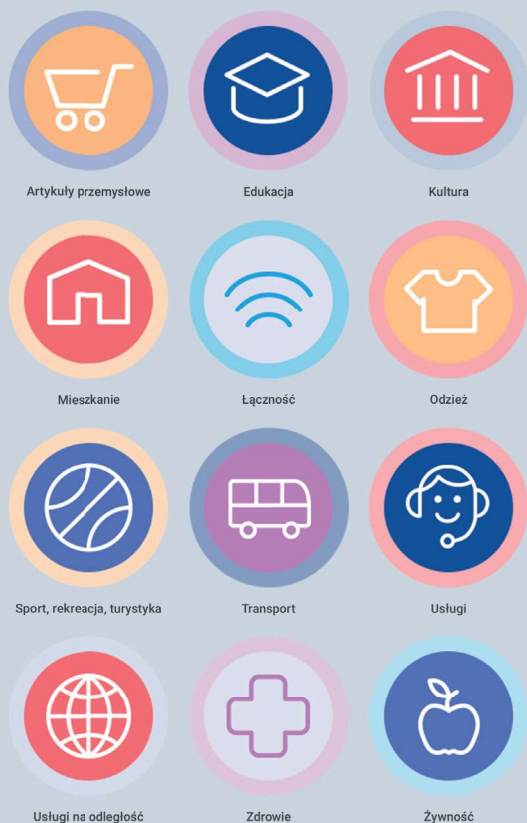 Artykuły przemysłowe
Edukacja
Kultura
Mieszkanie
Łączność
Odzież
Sport, rekreacja, turystyka
Transport
Usługi
Usługi na odległość
Zdrowie
Żywność